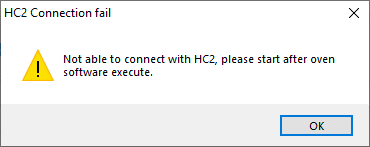 HC2 Connection fail
Not able to connect with HC2, please start after oven
software execute.
OK